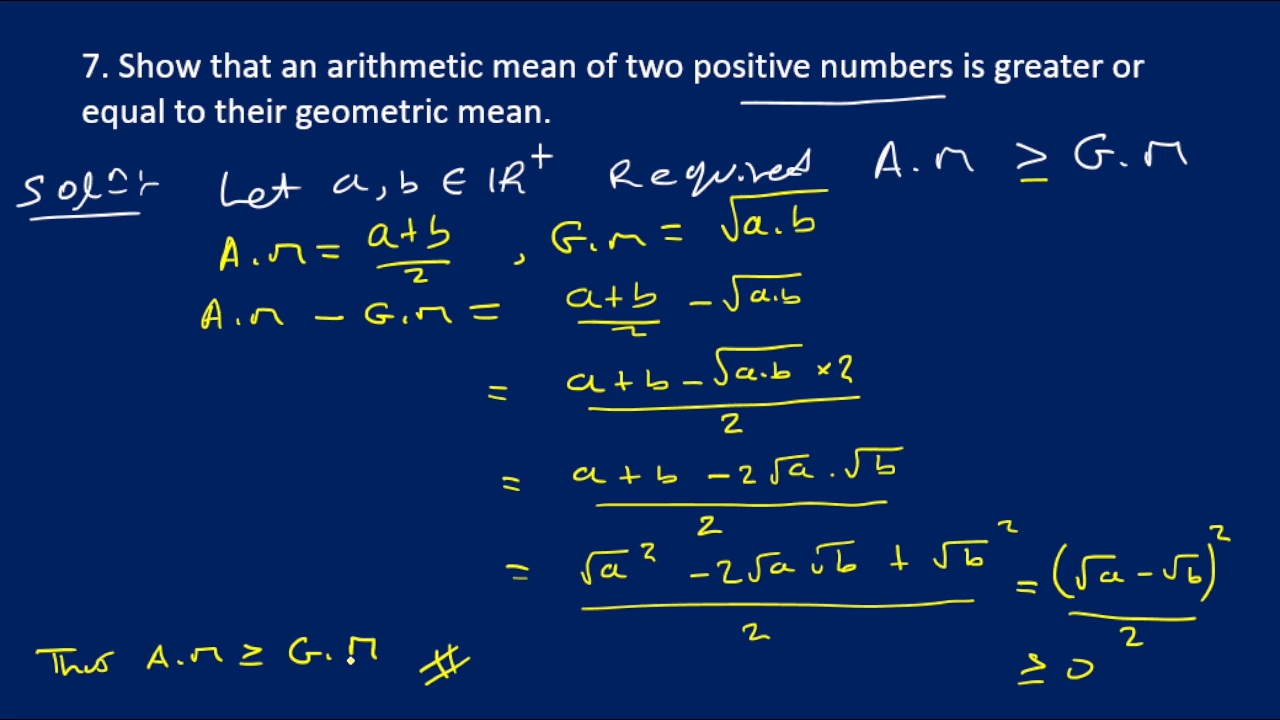 7. Show that an arithmetic mean of two positive numbers is greater or
equal to their geometric mean.
Solⁿ:- Let a, b ∈ ℝ⁺ Required A.M ≥ G.M
A.M = (a+b)/2 , G.M = √(a.b)
A.M - G.M = (a+b)/2 - √(a.b)
= (a+b-√(a.b) × 2)/2
= (a+b-2√a.√b)/2
= (√a² - 2√a√b + √b²)/2 = (√a-√b)²/2
Thus A.M ≥ G.M # ≥ 0